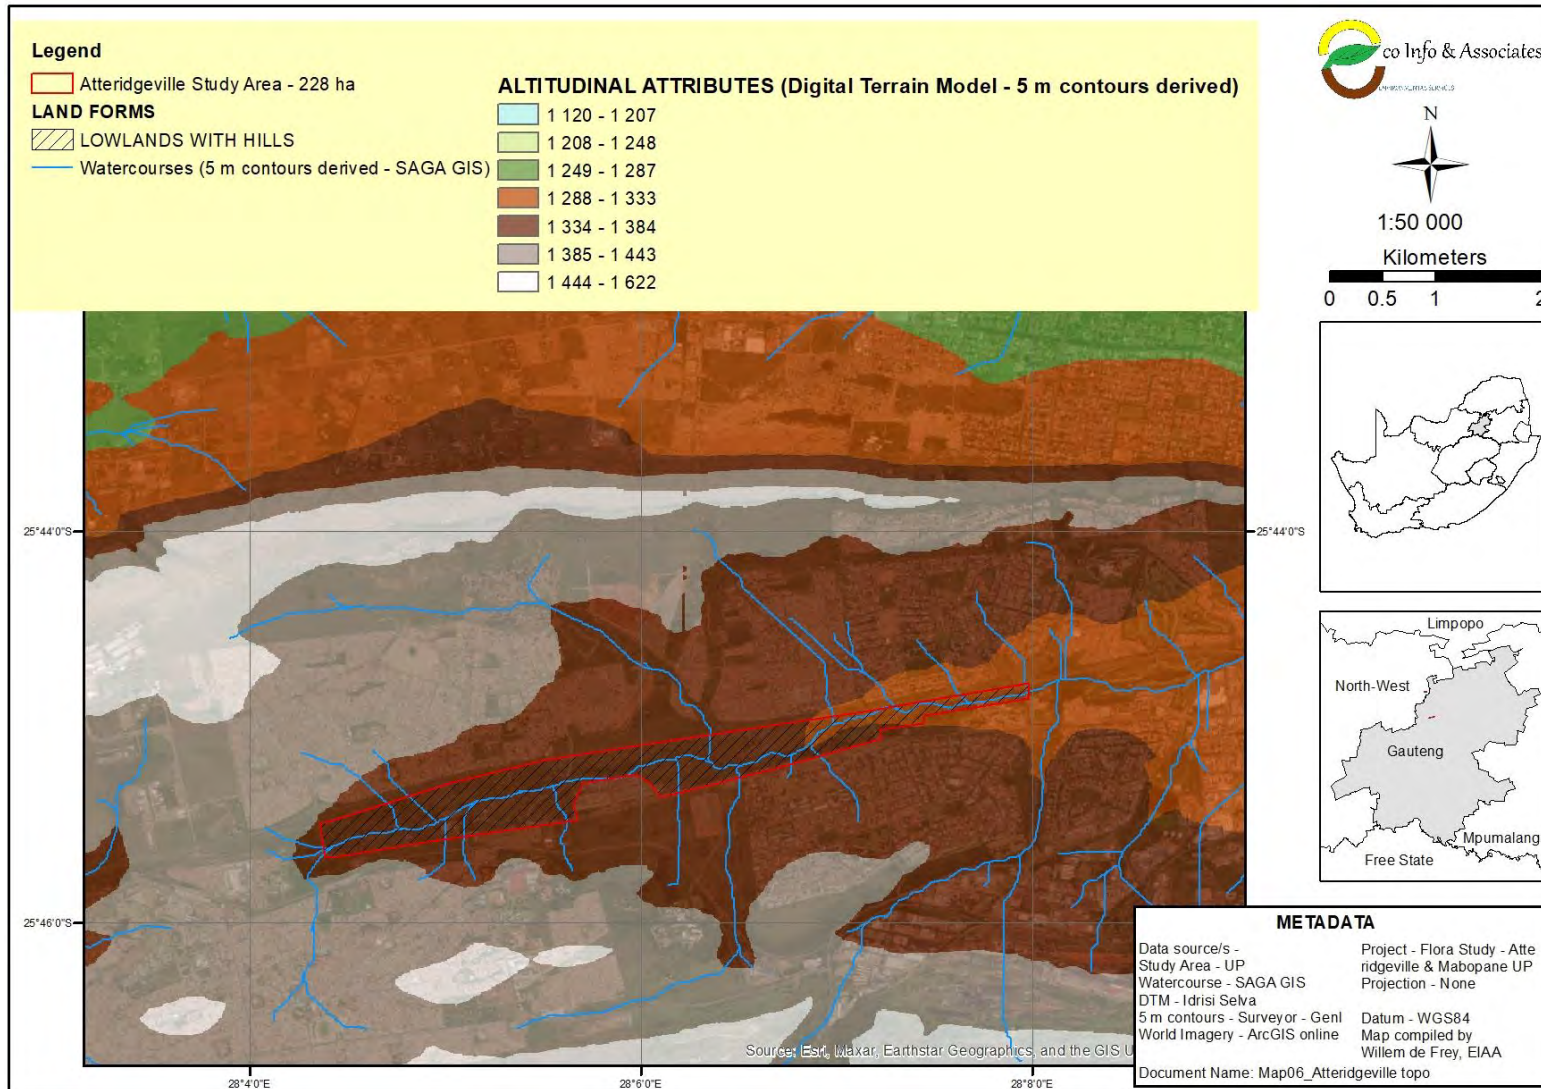 Legend
Atteridgeville Study Area - 228 ha
LAND FORMS
LOWLANDS WITH HILLS
Watercourses (5 m contours derived - SAGA GIS)
ALTITUDINAL ATTRIBUTES (Digital Terrain Model - 5 m contours derived)
1 120 - 1 207
1 208 - 1 248
1 249 - 1 287
1 288 - 1 333
1 334 - 1 384
1 385 - 1 443
1 444 - 1 622
co Info & Associates
ENVIRONMENTAL SERVICES
N
1:50 000
Kilometers
0 0.5 1 2
25°44'0"S
25°44'0"S
25°46'0"S
28°4'0"E
28°6'0"E
28°8'0"E
Source: Esri, Maxar, Earthstar Geographics, and the GIS U
Limpopo
North-West
Gauteng
Mpumalang
Free State
METADATA
Data source/s -
Study Area - UP
Watercourse - SAGA GIS
DTM - Idrisi Selva
5 m contours - Surveyor - Genl
World Imagery - ArcGIS online
Project - Flora Study - Atte
ridgeville & Mabopane UP
Projection - None
Datum - WGS84
Map compiled by
Willem de Frey, EIAA
Document Name: Map06_Atteridgeville topo